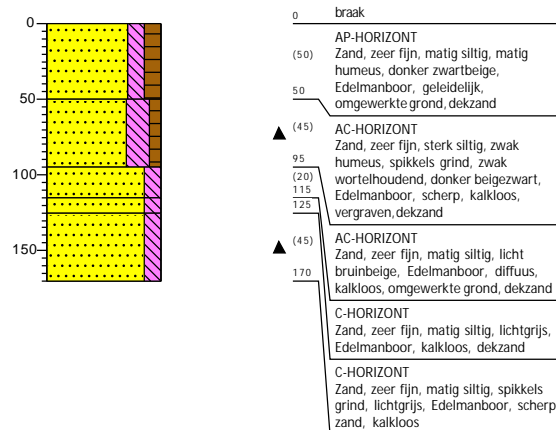 0
50
100
150
0 braak
(50)
50
AP-HORIZONT
Zand, zeer fijn, matig siltig, matig
humeus, donker zwartbeige,
Edelmanboor, geleidelijk,
omgewerkte grond, dekzand
(45)
95
AC-HORIZONT
Zand, zeer fijn, sterk siltig, zwak
humeus, spikkels grind, zwak
wortelhoudend, donker beigezwart,
Edelmanboor, scherp, kalkloos,
vergraven, dekzand
(20)
115
125
AC-HORIZONT
Zand, zeer fijn, matig siltig, licht
bruinbeige, Edelmanboor, diffuus,
kalkloos, omgewerkte grond, dekzand
(45)
170
C-HORIZONT
Zand, zeer fijn, matig siltig, lichtgrijs,
Edelmanboor, kalkloos, dekzand
C-HORIZONT
Zand, zeer fijn, matig siltig, spikkels
grind, lichtgrijs, Edelmanboor, scherp
zand, kalkloos